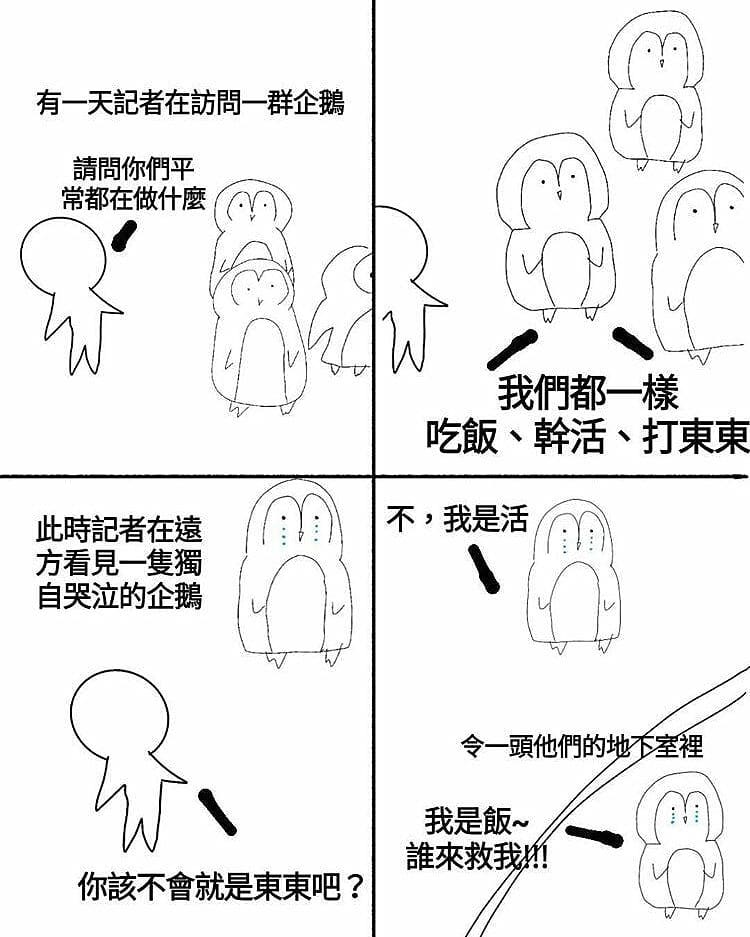 有一天記者在訪問一群企鵝
請問你們平
常都在做什麼
我們都一樣
吃飯、幹活、打東東
此時記者在遠
方看見一隻獨
自哭泣的企鵝
你該不會就是東東吧？
不，我是活
令一頭他們的地下室裡
我是飯~
誰來救我!!!